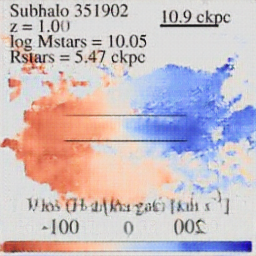 Subhalo 351902
10.9 ckpc
z = 1.00
log Mstars = 10.05
Rstars = 5.47 ckpc
-100 0